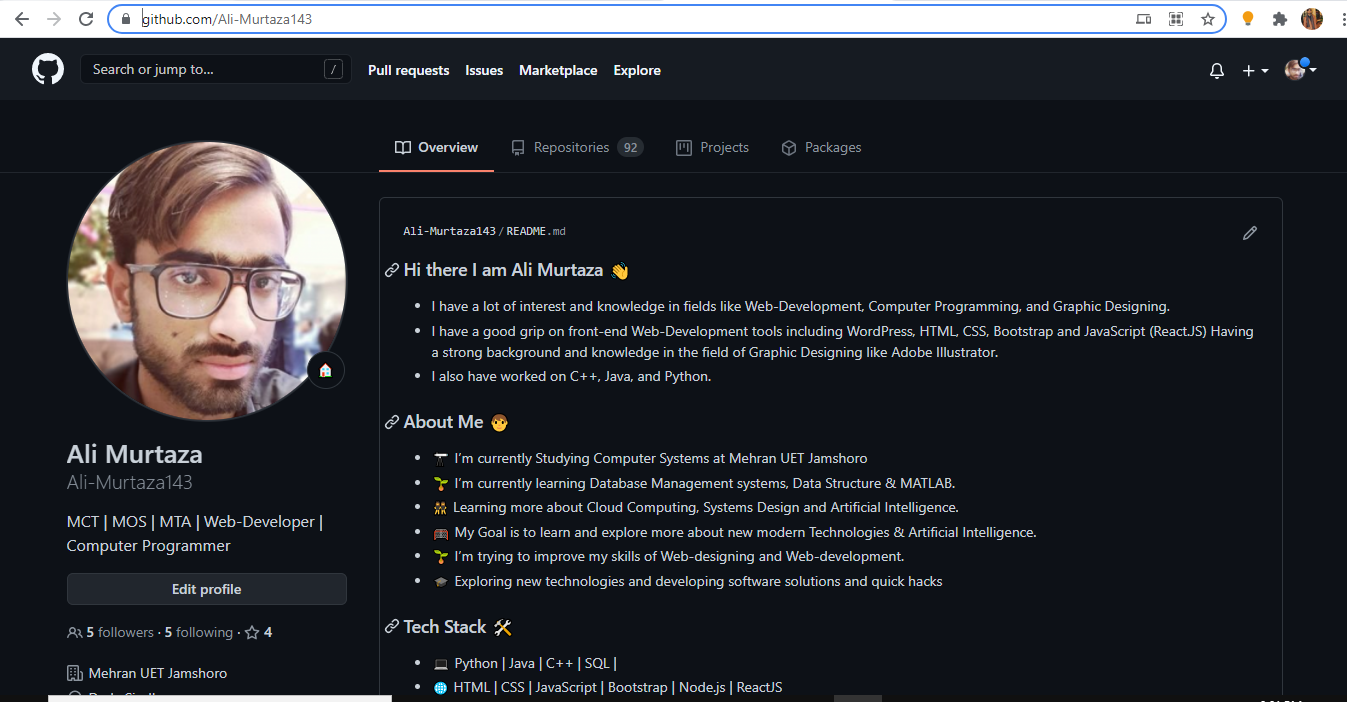 github.com/Ali-Murtaza143
Search or jump to... /
Pull requests Issues Marketplace Explore
Overview Repositories 92 Projects Packages
Ali-Murtaza143/README.md
Hi there I am Ali Murtaza 👋
• I have a lot of interest and knowledge in fields like Web-Development, Computer Programming, and Graphic Designing.
• I have a good grip on front-end Web-Development tools including WordPress, HTML, CSS, Bootstrap and JavaScript (ReactJS) Having
a strong background and knowledge in the field of Graphic Designing like Adobe Illustrator.
• I also have worked on C++, Java, and Python.
About Me
• I’m currently Studying Computer Systems at Mehran UET Jamshoro
• I’m currently learning Database Management systems, Data Structure & MATLAB.
• Learning more about Cloud Computing, Systems Design and Artificial Intelligence.
• My Goal is to learn and explore more about new modern Technologies & Artificial Intelligence.
• I’m trying to improve my skills of Web-designing and Web-development.
• Exploring new technologies and developing software solutions and quick hacks
Tech Stack
• Python | Java | C++ | SQL |
• HTML | CSS | JavaScript | Bootstrap | Node.js | ReactJS
Ali Murtaza
Ali-Murtaza143
MCT | MOS | MTA | Web-Developer |
Computer Programmer
Edit profile
5 followers · 5 following · 4
Mehran UET Jamshoro